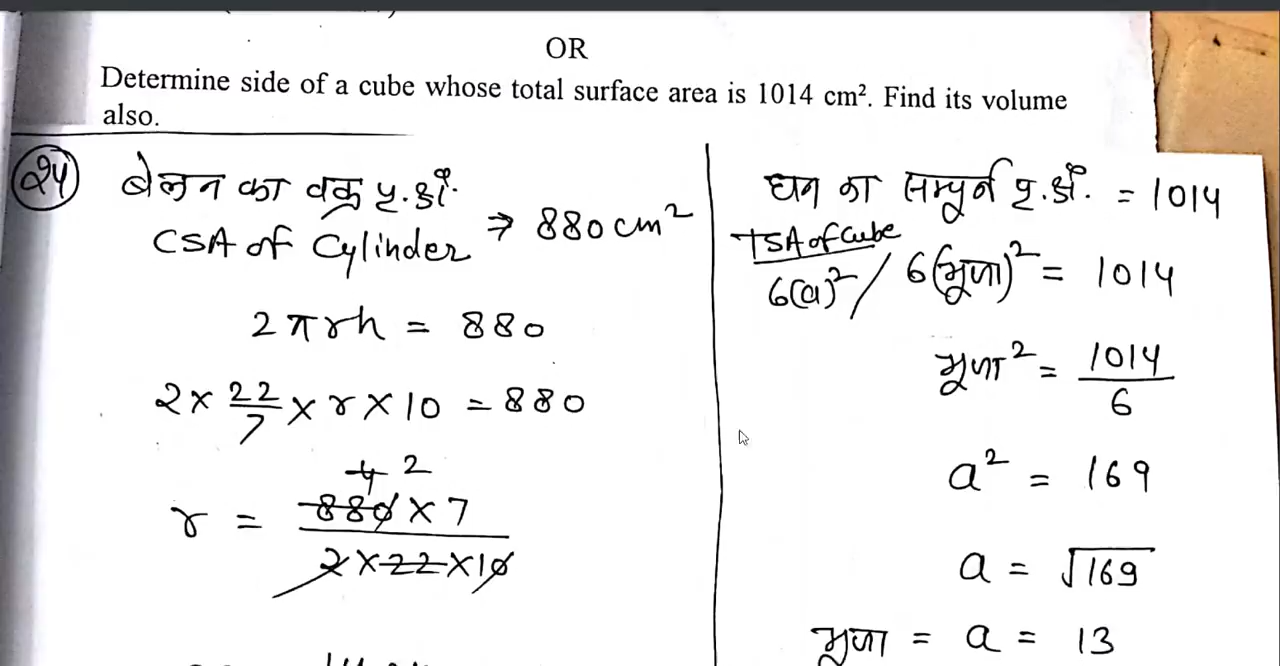 OR
Determine side of a cube whose total surface area is 1014 cm². Find its volume
also.
२५
बेलन का वक्र पृ.क्षे.
CSA of Cylinder ⇒ 880 cm²
2πrh = 880
2 × 22/7 × r × 10 = 880
4 2
r = 880 × 7 / 2 × 22 × 10
घन का सम्पूर्न पृ.क्षे. = 1014
TSA of Cube
6(a)² / 6(भुजा)² = 1014
भुजा² = 1014/6
a² = 169
a = √169
भुजा = a = 13